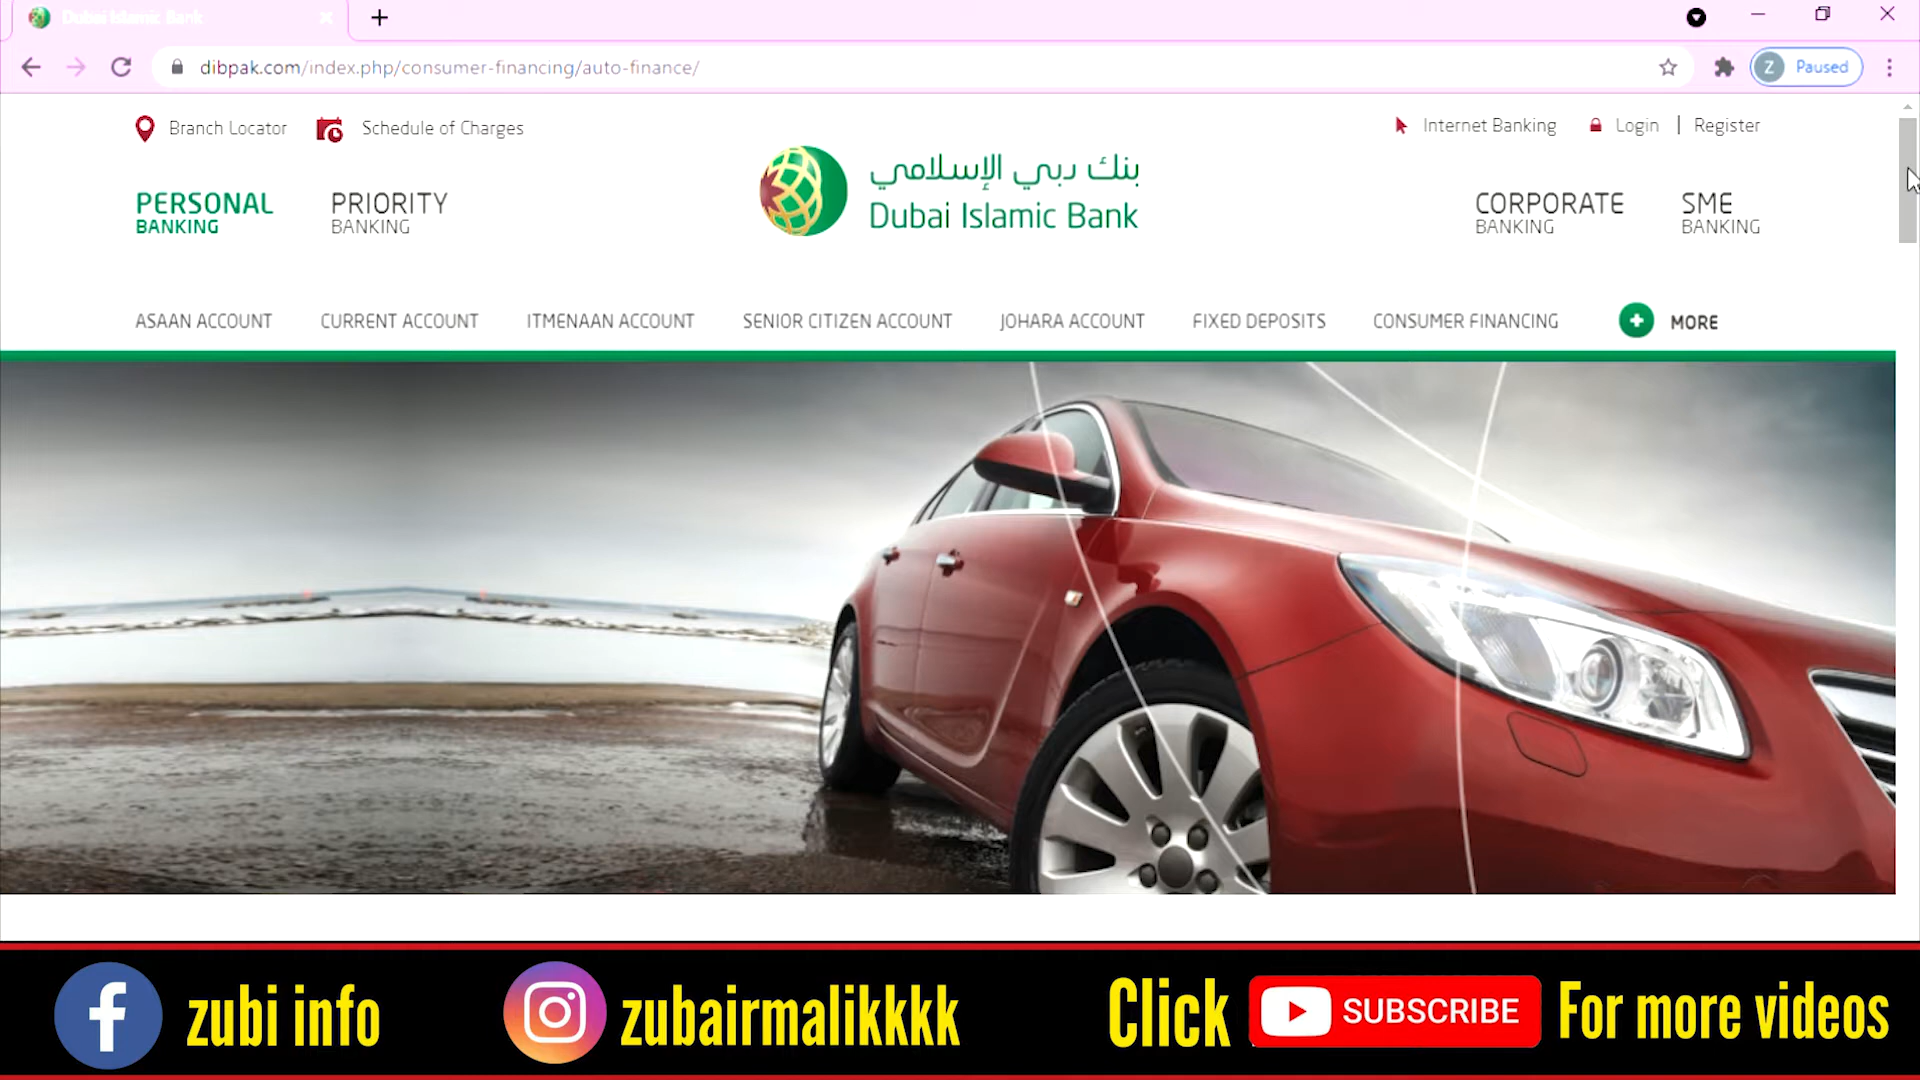 Dubai Islamic Bank
dibpak.com/index.php/consumer-financing/auto-finance/
Z Paused
Branch Locator
Schedule of Charges
Internet Banking
Login | Register
PERSONAL
BANKING
PRIORITY
BANKING
بنك دبي الإسلامي
Dubai Islamic Bank
CORPORATE
BANKING
SME
BANKING
ASAAN ACCOUNT
CURRENT ACCOUNT
ITMENAAN ACCOUNT
SENIOR CITIZEN ACCOUNT
JOHARA ACCOUNT
FIXED DEPOSITS
CONSUMER FINANCING
MORE
zubi info
zubairmalikkkk
Click SUBSCRIBE For more videos